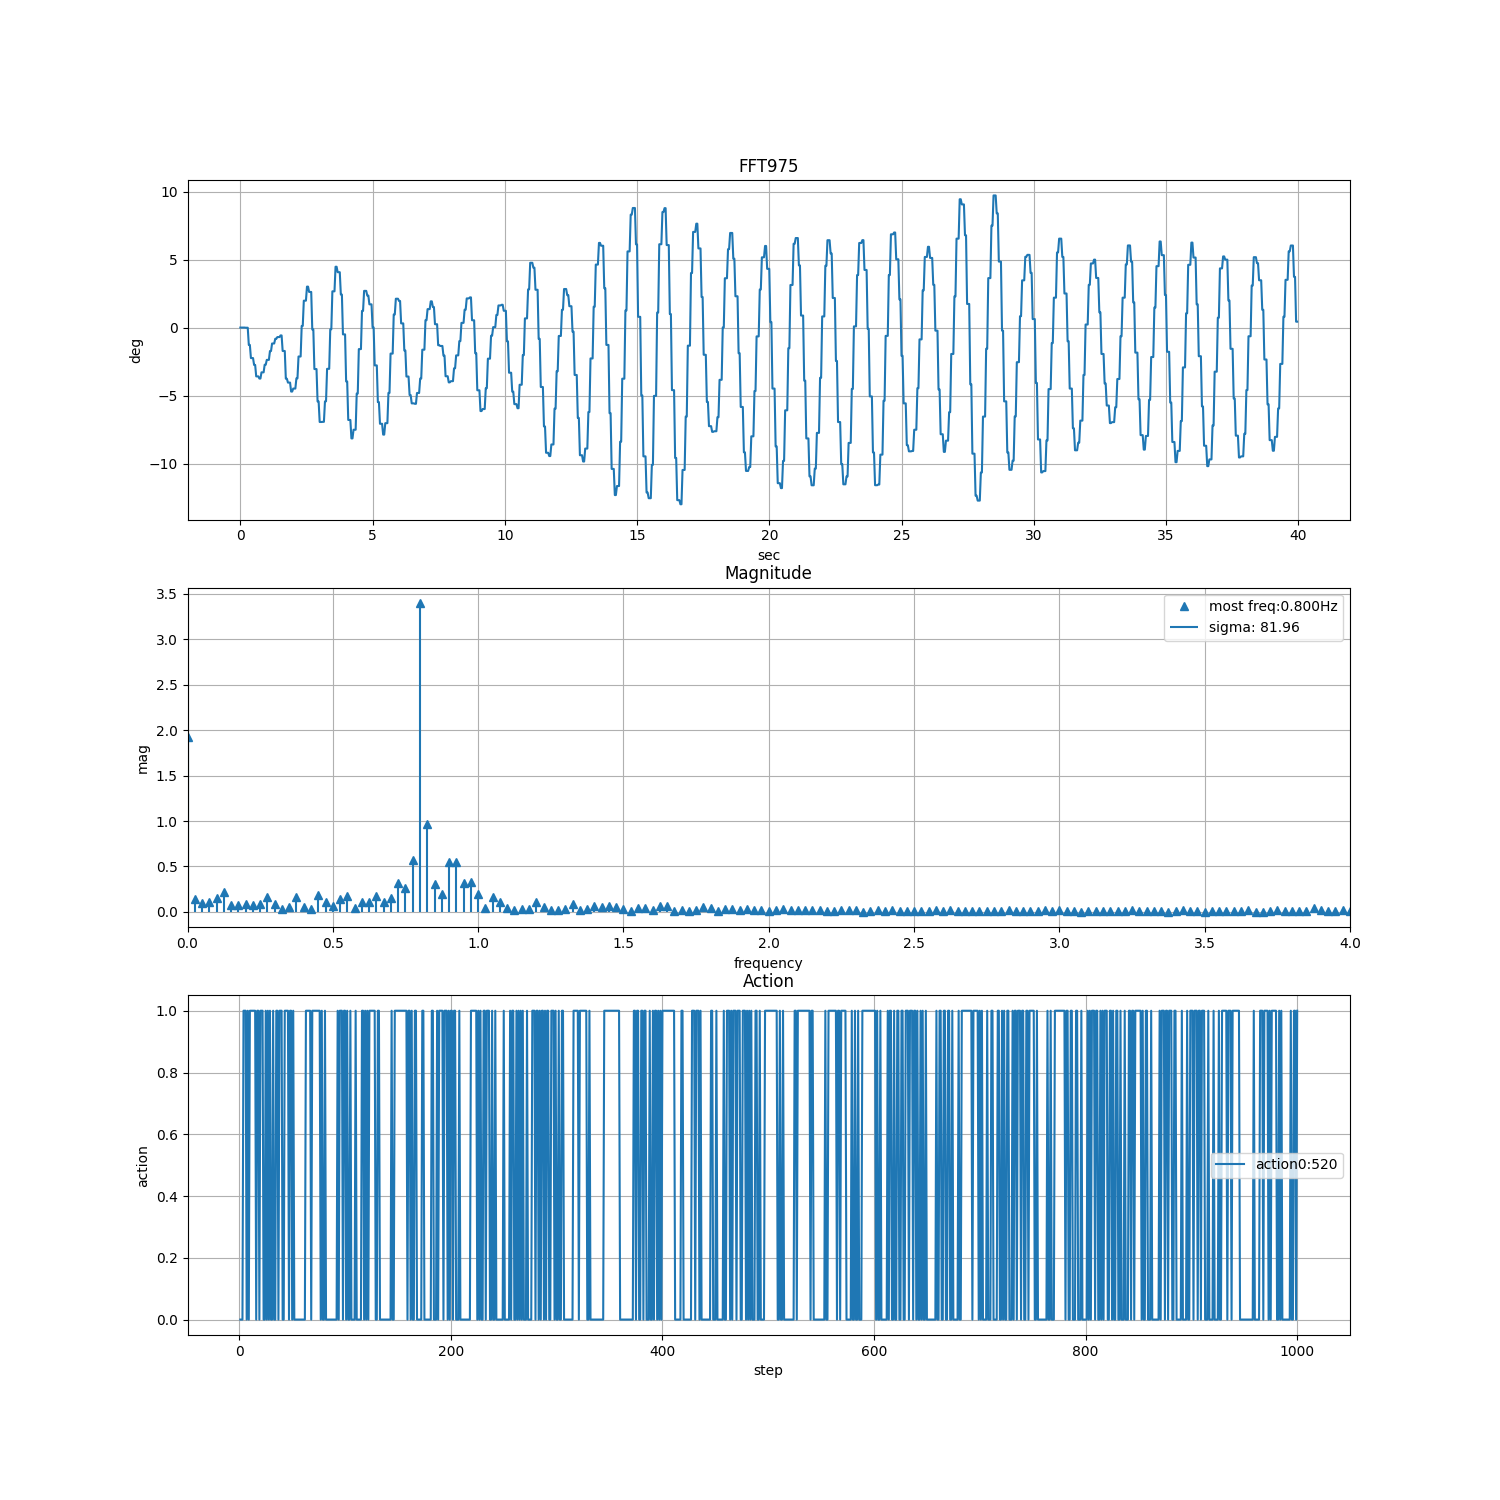 FFT975
10
5
0
−5
−10
deg
0 5 10 15 20 25 30 35 40
sec
Magnitude
3.5
3.0
2.5
2.0
1.5
1.0
0.5
0.0
mag
most freq:0.800Hz
sigma: 81.96
0.0 0.5 1.0 1.5 2.0 2.5 3.0 3.5 4.0
frequency
Action
1.0
0.8
0.6
0.4
0.2
0.0
action
action0:520
0 200 400 600 800 1000
step